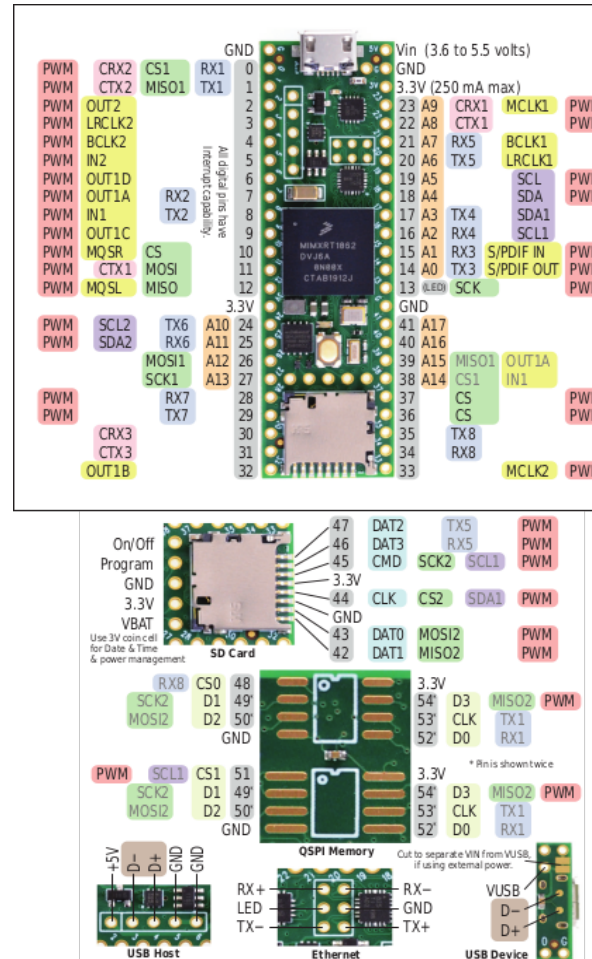 GND Vin (3.6 to 5.5 volts)
PWM CRX2 CS1 RX1 0 GND
PWM CTX2 MISO1 TX1 1 3.3V (250 mA max)
PWM OUT2 2 23 A9 CRX1 MCLK1 PWM
PWM LRCLK2 3 22 A8 CTX1 PWM
PWM BCLK2 4 21 A7 RX5 BCLK1
PWM IN2 5 20 A6 TX5 LRCLK1
PWM OUT1D 6 19 A5 SCL PWM
PWM OUT1A RX2 7 18 A4 SDA PWM
PWM IN1 TX2 8 17 A3 TX4 SDA1
PWM OUT1C 9 16 A2 RX4 SCL1
PWM MQSR CS 10 15 A1 RX3 S/PDIF IN PWM
PWM CTX1 MOSI 11 14 A0 TX3 S/PDIF OUT PWM
PWM MQSL MISO 12 13 (LED) SCK PWM
3.3V GND
PWM SCL2 TX6 A10 24 41 A17
PWM SDA2 RX6 A11 25 40 A16
MOSI1 A12 26 39 A15 MISO1 OUT1A
SCK1 A13 27 38 A14 CS1 IN1
PWM RX7 28 37 CS PWM
PWM TX7 29 36 CS PWM
CRX3 30 35 TX8
CTX3 31 34 RX8
OUT1B 32 33 MCLK2 PWM
All digital pins have
Interrupt capability.
MIMXRT1062
DVJ6A
CTAB1912J
47 DAT2 TX5 PWM
On/Off 46 DAT3 RX5 PWM
Program 45 CMD SCK2 SCL1 PWM
GND 3.3V
3.3V 44 CLK CS2 SDA1 PWM
VBAT GND
Use 3V coin cell 43 DAT0 MOSI2 PWM
for Date & Time 42 DAT1 MISO2 PWM
& power management
SD Card
RX8 CS0 48 3.3V
SCK2 D1 49* 54* D3 MISO2 PWM
MOSI2 D2 50* 53* CLK TX1
GND 52* D0 RX1
* Pin is shown twice
PWM SCL1 CS1 51 3.3V
SCK2 D1 49* 54* D3 MISO2 PWM
MOSI2 D2 50* 53* CLK TX1
GND 52* D0 RX1
QSPI Memory
Cut to separate VIN from VUSB,
if using external power.
+5V D- D+ GND GND
RX+ RX-
LED GND
TX- TX+
VUSB
D-
D+
USB Host Ethernet USB Device